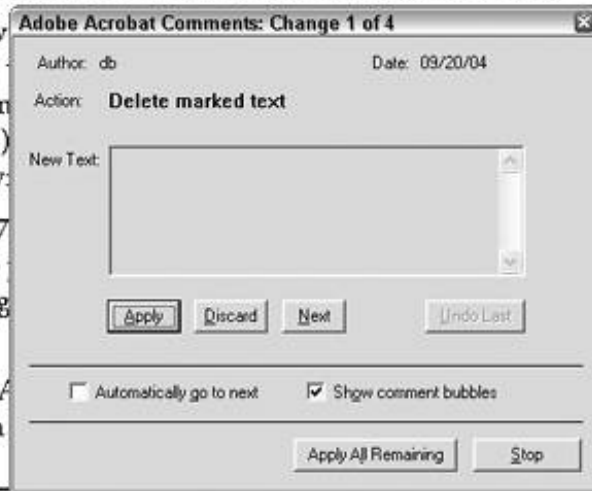 Adobe Acrobat Comments: Change 1 of 4
Author: db Date: 09/20/04
Action: Delete marked text
New Text:
Apply Discard Next Undo Last
Automatically go to next Show comment bubbles
Apply All Remaining Stop